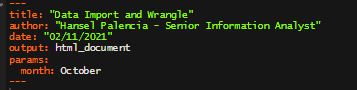 ---
title: "Data Import and Wrangle"
author: "Hansel Palencia - Senior Information Analyst"
date: "02/11/2021"
output: html_document
params:
  month: October
---